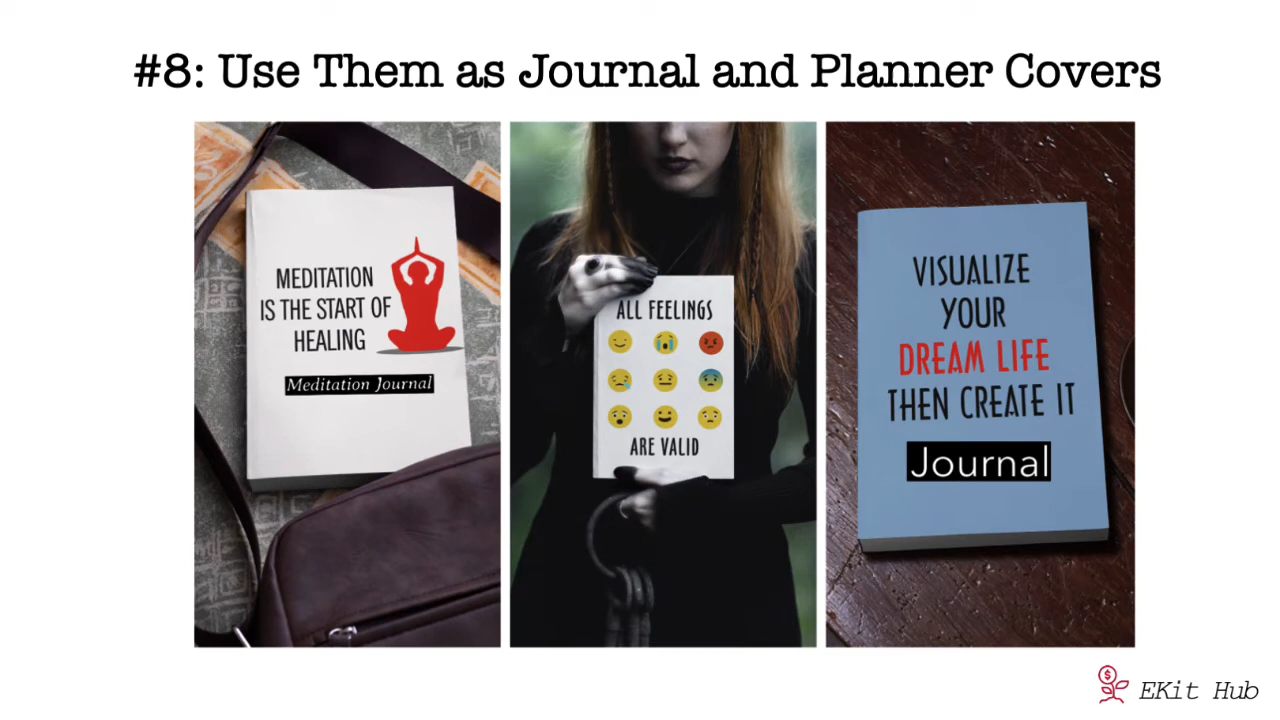 #8: Use Them as Journal and Planner Covers
MEDITATION
IS THE START OF
HEALING
Meditation Journal
ALL FEELINGS
ARE VALID
VISUALIZE
YOUR
DREAM LIFE
THEN CREATE IT
Journal
$
EKit Hub